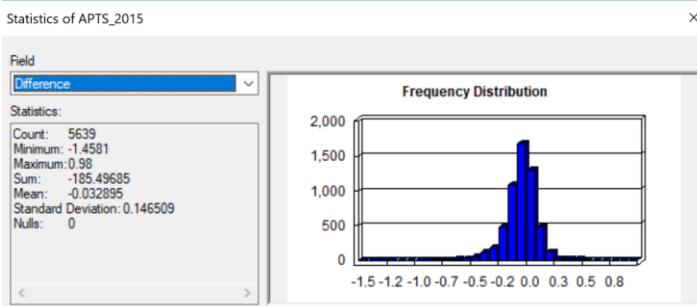 Statistics of APTS_2015
Field
Difference
Statistics:
Count: 5639
Minimum: -1.4581
Maximum: 0.98
Sum: -185.49685
Mean: -0.032895
Standard Deviation: 0.146509
Nulls: 0
Frequency Distribution
2,000
1,500
1,000
500
0
-1.5 -1.2 -1.0 -0.7 -0.5 -0.2 0.0 0.3 0.5 0.8